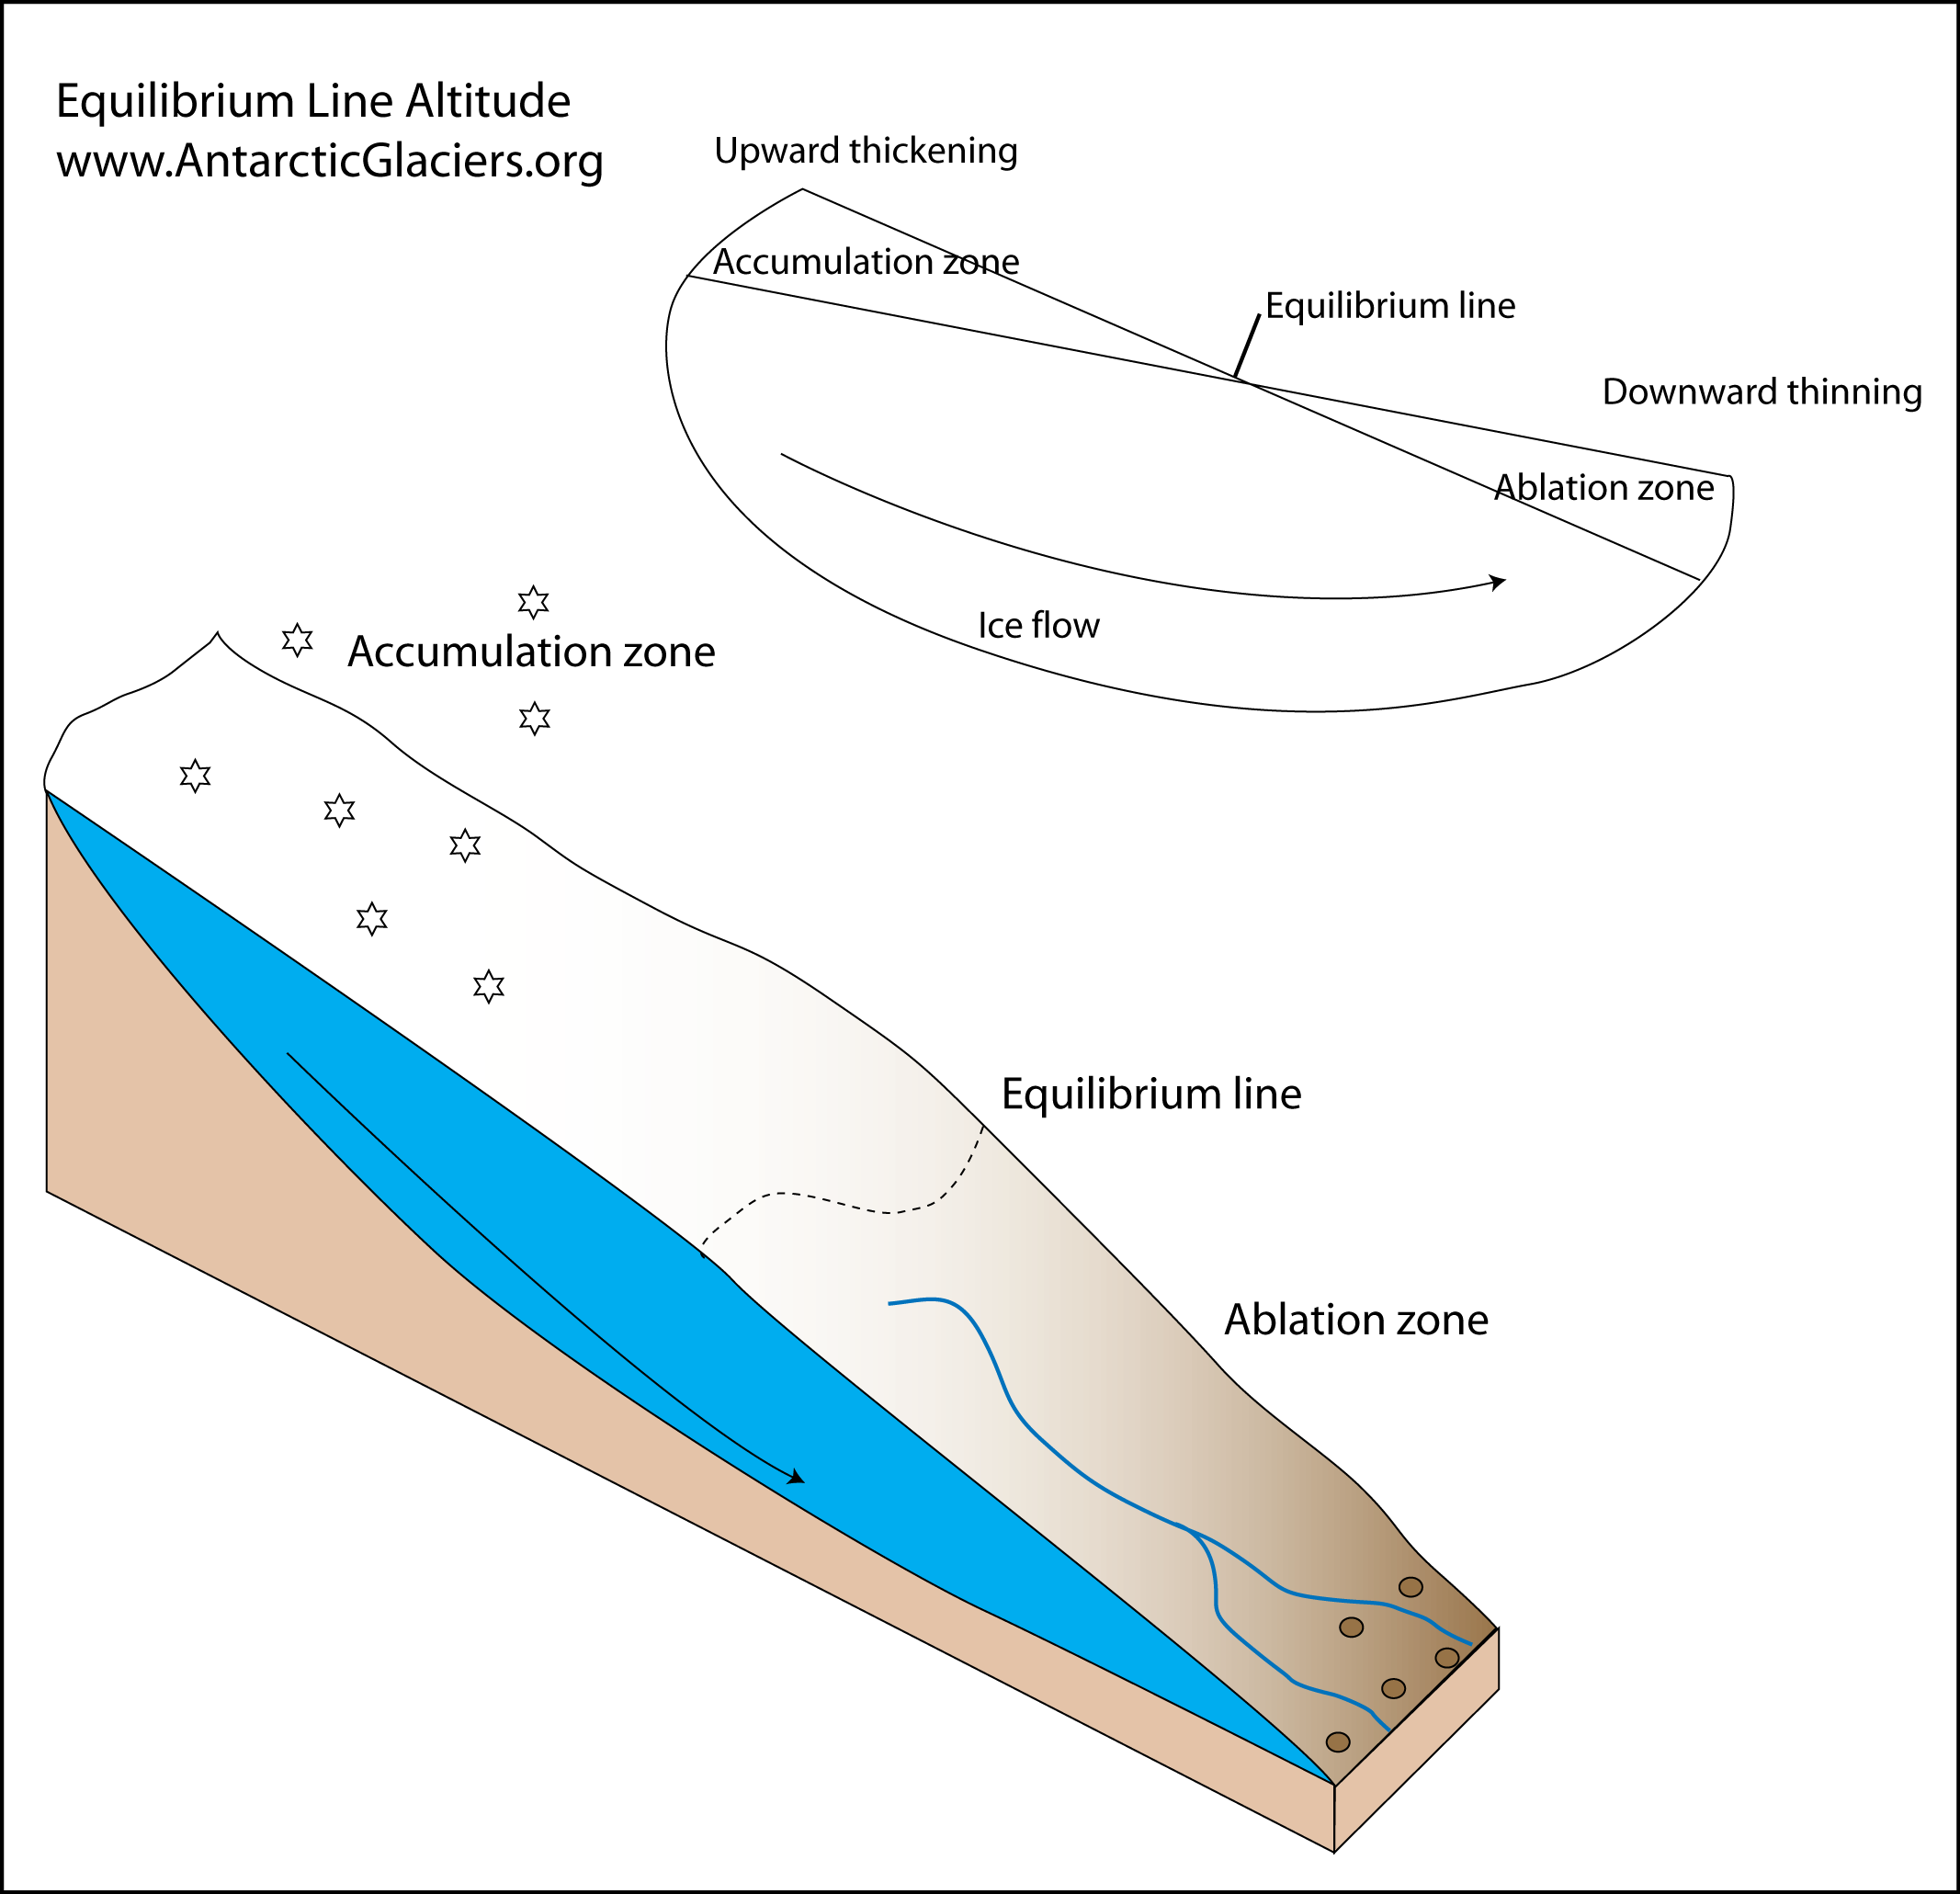 Equilibrium Line Altitude
www.AntarcticGlaciers.org
Upward thickening
Accumulation zone
Equilibrium line
Downward thinning
Ablation zone
Ice flow
Accumulation zone
Equilibrium line
Ablation zone